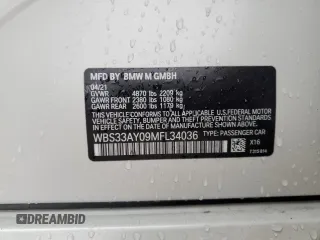 MFD BY BMW M GMBH
04/21
GVWR 4870 lbs 2209 kg
GAWR FRONT 2380 lbs 1080 kg
GAWR REAR 2600 lbs 1179 kg
THIS VEHICLE CONFORMS TO ALL APPLICABLE U.S. FEDERAL MOTOR
VEHICLE SAFETY, BUMPER, AND THEFT PREVENTION STANDARDS IN
EFFECT ON THE DATE OF MANUFACTURE SHOWN ABOVE.
WBS33AY09MFL34036 TYPE: PASSENGER CAR
X16